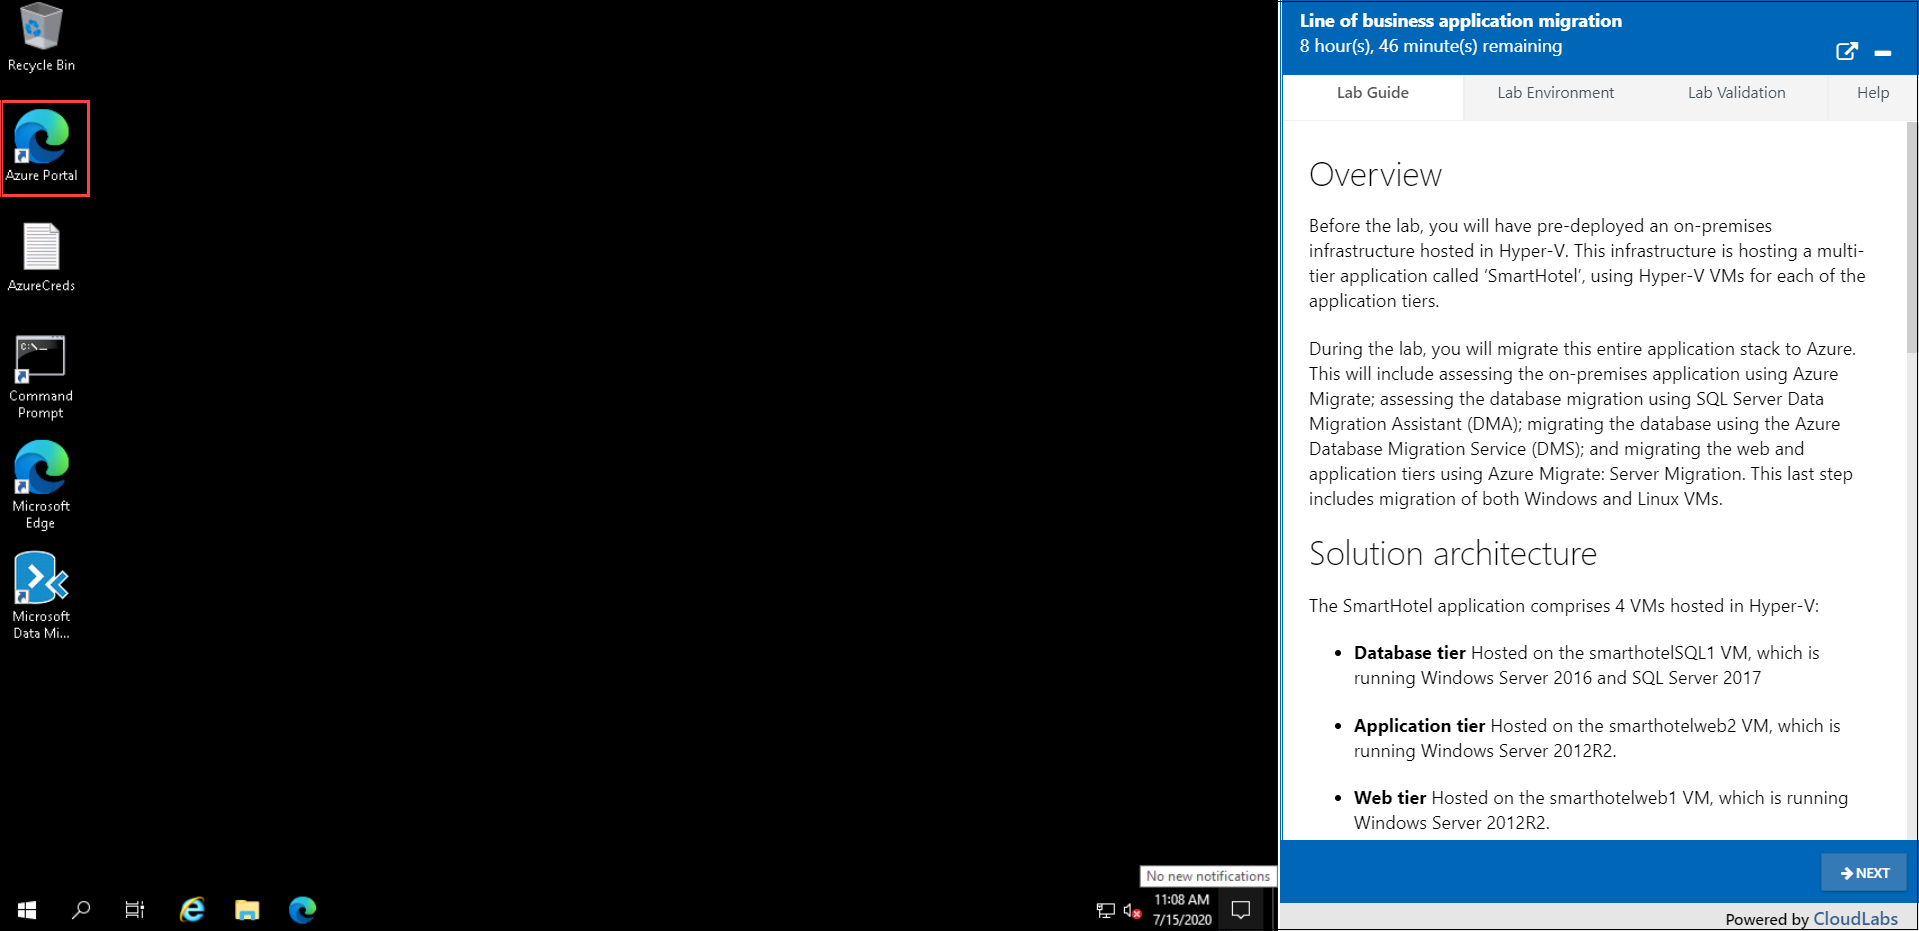 Recycle Bin
Azure Portal
AzureCreds
C:\_
Command
Prompt
Microsoft
Edge
Microsoft
Data Mi...
No new notifications
11:08 AM
7/15/2020
Line of business application migration
8 hour(s), 46 minute(s) remaining
Lab Guide
Lab Environment
Lab Validation
Help
Overview
Before the lab, you will have pre-deployed an on-premises
infrastructure hosted in Hyper-V. This infrastructure is hosting a multi-
tier application called ‘SmartHotel’, using Hyper-V VMs for each of the
application tiers.
During the lab, you will migrate this entire application stack to Azure.
This will include assessing the on-premises application using Azure
Migrate; assessing the database migration using SQL Server Data
Migration Assistant (DMA); migrating the database using the Azure
Database Migration Service (DMS); and migrating the web and
application tiers using Azure Migrate: Server Migration. This last step
includes migration of both Windows and Linux VMs.
Solution architecture
The SmartHotel application comprises 4 VMs hosted in Hyper-V:
• Database tier Hosted on the smarthotelSQL1 VM, which is
running Windows Server 2016 and SQL Server 2017
• Application tier Hosted on the smarthotelweb2 VM, which is
running Windows Server 2012R2.
• Web tier Hosted on the smarthotelweb1 VM, which is running
Windows Server 2012R2.
NEXT
Powered by CloudLabs